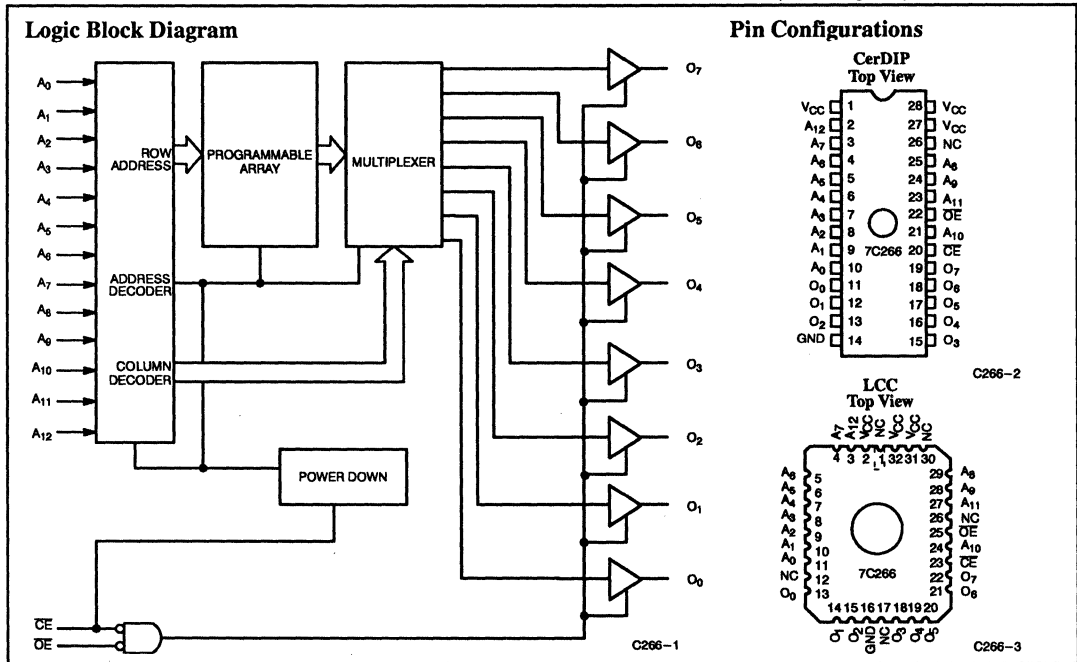 Logic Block Diagram
A0
A1
A2
A3
A4
A5
A6
A7
A8
A9
A10
A11
A12
ROW
ADDRESS
ADDRESS
DECODER
COLUMN
DECODER
PROGRAMMABLE
ARRAY
MULTIPLEXER
POWER DOWN
CE
OE
O7
O6
O5
O4
O3
O2
O1
O0
C266-1
Pin Configurations
CerDIP
Top View
VCC 1 28 VCC
A12 2 27 VCC
A7 3 26 NC
A6 4 25 A8
A5 5 24 A9
A4 6 23 A11
A3 7 22 OE
A2 8 21 A10
A1 9 20 CE
A0 10 19 O7
O0 11 18 O6
O1 12 17 O5
O2 13 16 O4
GND 14 15 O3
7C266
C266-2
LCC
Top View
A7 A12 VCC NC VCC VCC NC
4 3 2 1 32 31 30
A6 5 29 A8
A5 6 28 A9
A4 7 27 A11
A3 8 26 NC
A2 9 25 OE
A1 10 24 A10
A0 11 23 CE
NC 12 22 O7
O0 13 21 O6
7C266
14 15 16 17 18 19 20
O1 O2 GND NC O3 O4 O5
C266-3